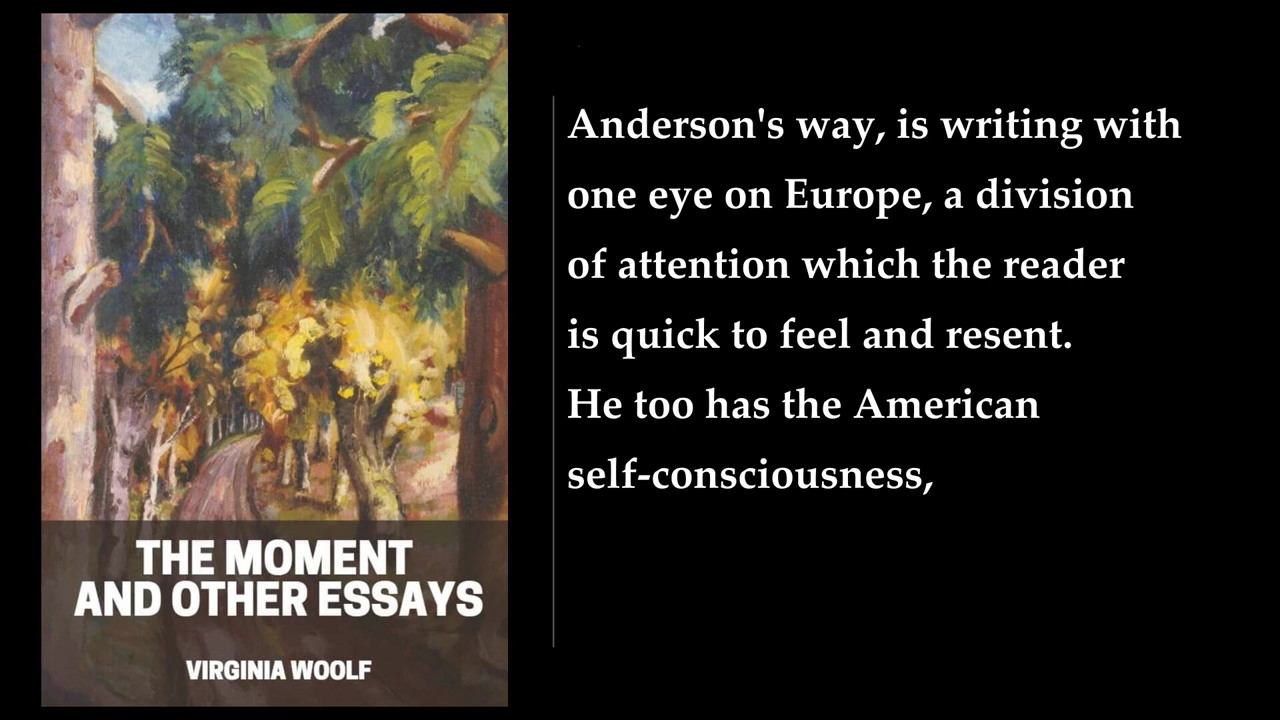 Anderson's way, is writing with
one eye on Europe, a division
of attention which the reader
is quick to feel and resent.
He too has the American
self-consciousness,
THE MOMENT
AND OTHER ESSAYS
VIRGINIA WOOLF